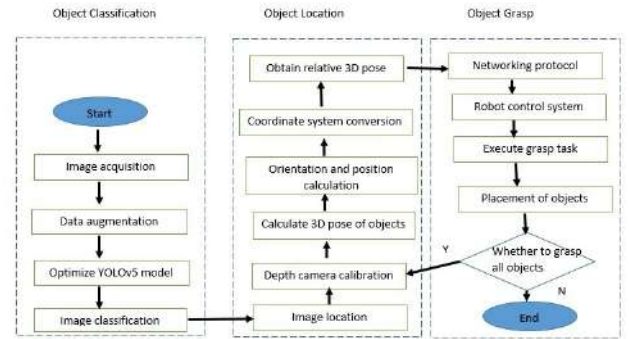 Object Classification
Start
Image acquisition
Data augmentation
Optimize YOLOv5 model
Image classification
Object Location
Obtain relative 3D pose
Coordinate system conversion
Orientation and position
calculation
Calculate 3D pose of objects
Depth camera calibration
Image location
Object Grasp
Networking protocol
Robot control system
Execute grasp task
Placement of objects
Whether to grasp
all objects
Y
N
End